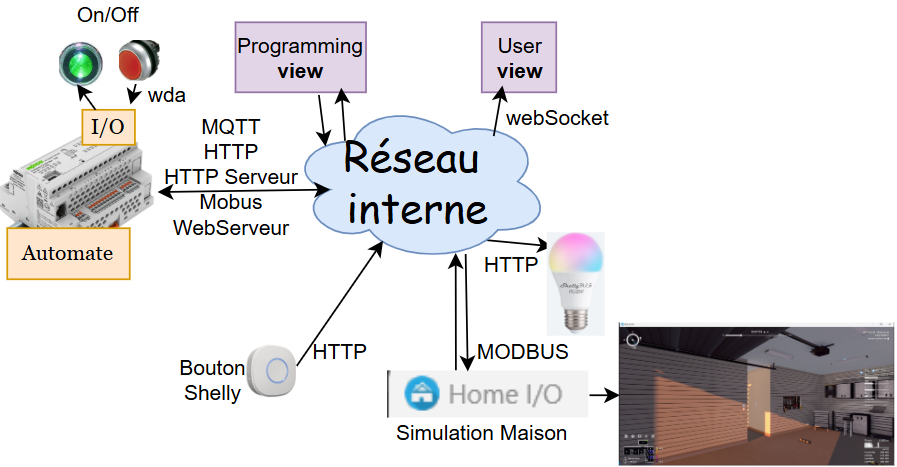 On/Off
Programming
view
User
view
wda
I/O
webSocket
MQTT
HTTP
HTTP Serveur
Mobus
WebServeur
Réseau
interne
Automate
HTTP
HTTP
MODBUS
Bouton
Shelly
Home I/O
Simulation Maison